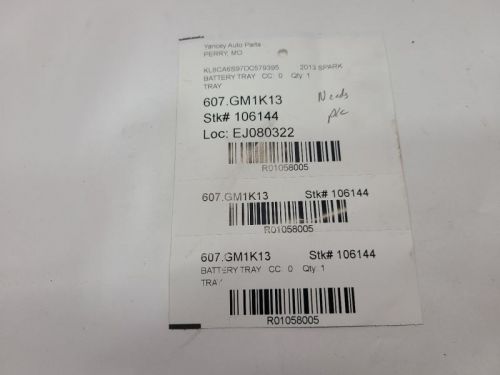 Yancey Auto Parts
PERRY, MO
KL8CA6S97DC579395 2013 SPARK
BATTERY TRAY CC: 0 Qty: 1
TRAY
607.GM1K13
Needs
Stk# 106144
p/c
Loc: EJ080322
R01058005
607.GM1K13 Stk# 106144
R01058005
607.GM1K13 Stk# 106144
BATTERY TRAY CC: 0 Qty: 1
TRAY
R01058005